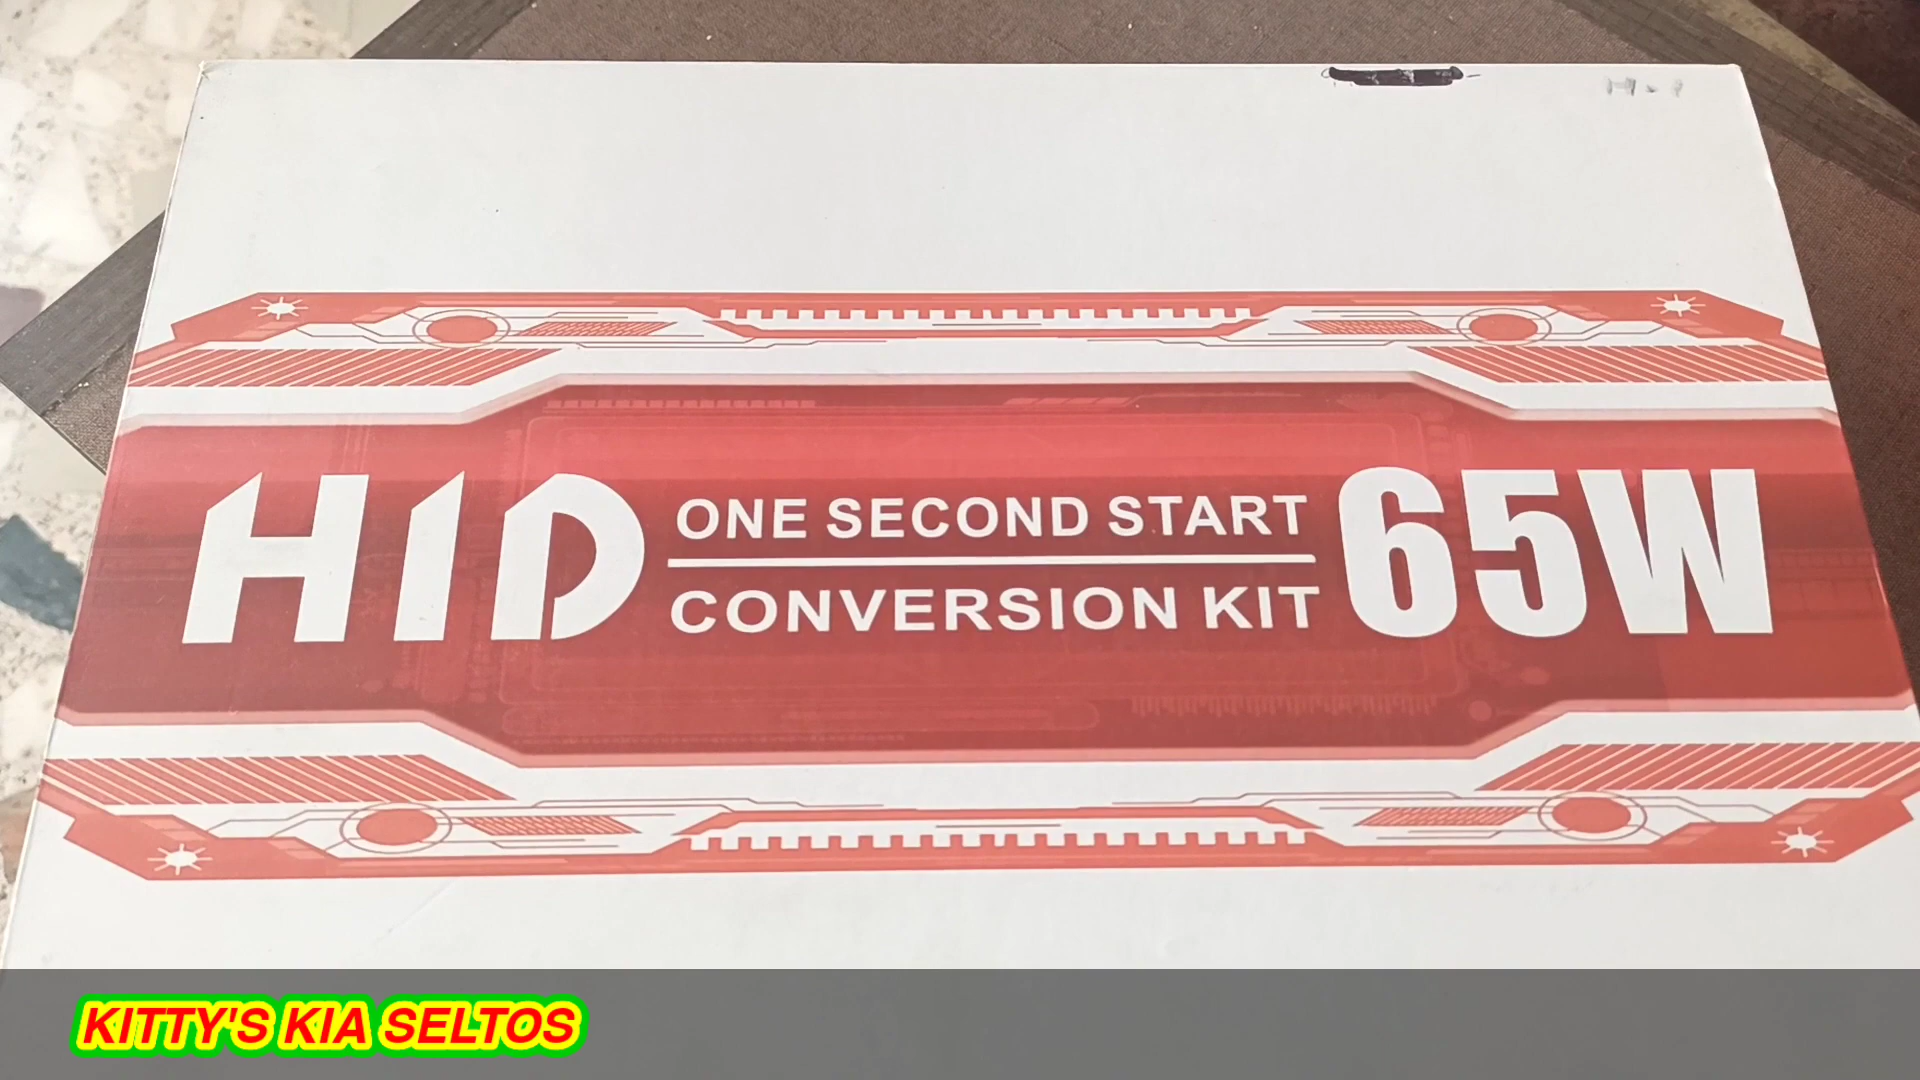 HID
ONE SECOND START
CONVERSION KIT
65W
KITTY'S KIA SELTOS